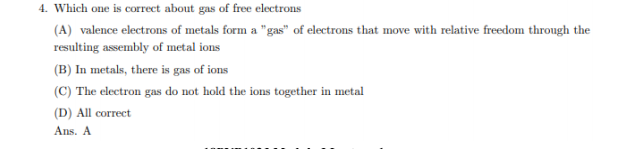 4. Which one is correct about gas of free electrons
(A) valence electrons of metals form a "gas" of electrons that move with relative freedom through the
resulting assembly of metal ions
(B) In metals, there is gas of ions
(C) The electron gas do not hold the ions together in metal
(D) All correct
Ans. A